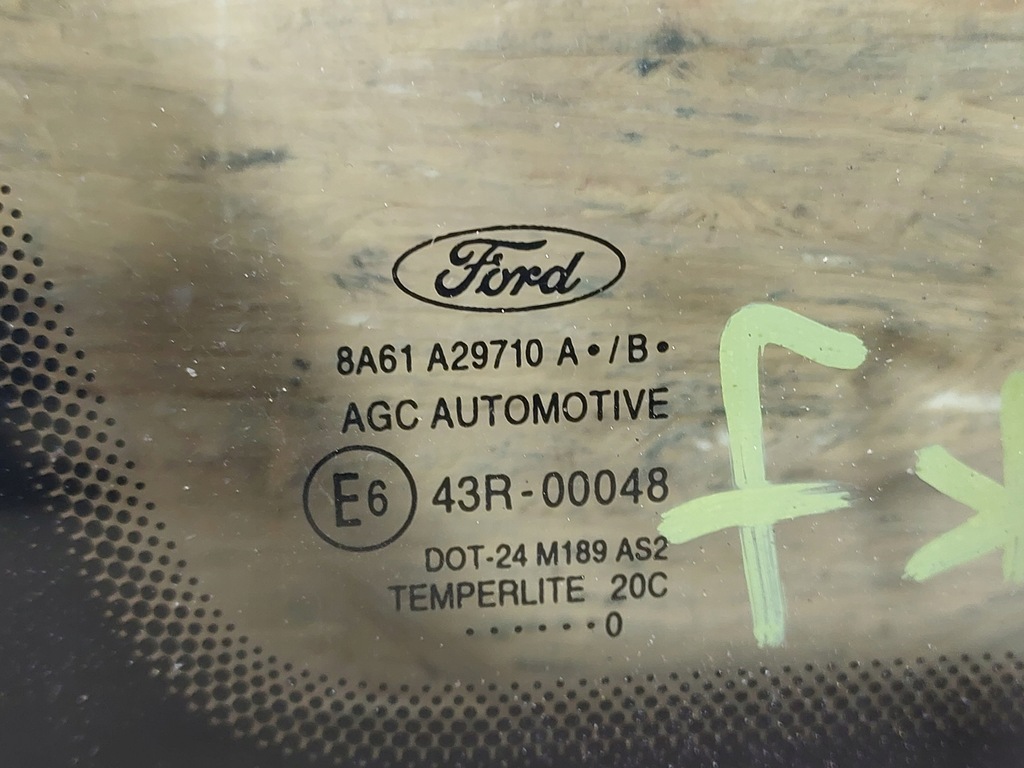 Ford
8A61 A29710 A•/B•
AGC AUTOMOTIVE
E6 43R-00048
DOT-24 M189 AS2
TEMPERLITE 20C
······0